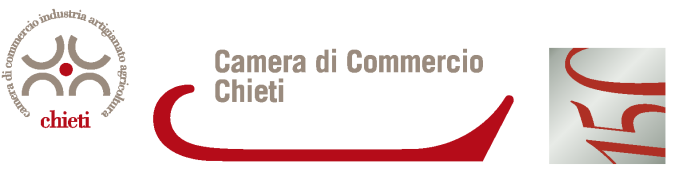 camera di commercio industria artigianato agricoltura
chieti
Camera di Commercio
Chieti
150